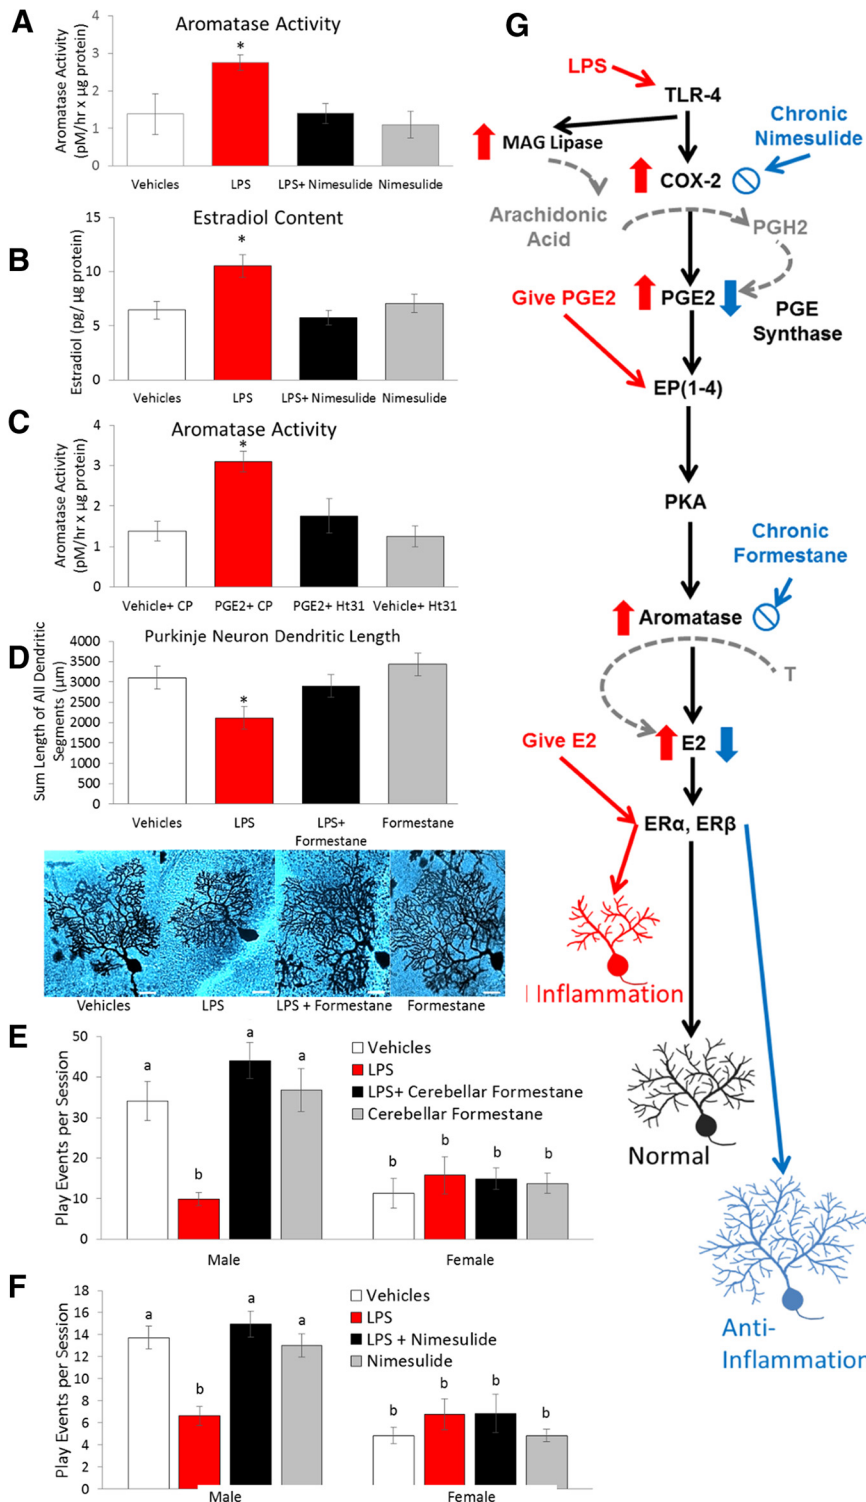 A
Aromatase Activity
Aromatase Activity
(pM/hr x µg protein)
4
3
2
1
0
*
Vehicles
LPS
LPS+ Nimesulide
Nimesulide
B
Estradiol Content
Estradiol (pg/ µg protein)
15
10
5
0
*
Vehicles
LPS
LPS+ Nimesulide
Nimesulide
C
Aromatase Activity
Aromatase Activity
(pM/hr x µg protein)
4
3
2
1
0
*
Vehicle+ CP
PGE2+ CP
PGE2+ Ht31
Vehicle+ Ht31
D
Purkinje Neuron Dendritic Length
Sum Length of All Dendritic
Segments (µm)
4000
3500
3000
2500
2000
1500
1000
500
0
*
Vehicles
LPS
LPS+
Formestane
Formestane
Vehicles
LPS
LPS + Formestane
Formestane
E
Play Events per Session
50
40
30
20
10
0
a
b
a
a
b
b
b
b
Vehicles
LPS
LPS+ Cerebellar Formestane
Cerebellar Formestane
Male
Female
F
Play Events per Session
18
16
14
12
10
8
6
4
2
0
a
b
a
a
b
b
b
b
Vehicles
LPS
LPS + Nimesulide
Nimesulide
Male
Female
G
LPS
TLR-4
Chronic
Nimesulide
MAG Lipase
COX-2
Arachidonic
Acid
PGH2
Give PGE2
PGE2
PGE
Synthase
EP(1-4)
PKA
Chronic
Formestane
Aromatase
T
Give E2
E2
ERα, ERβ
Inflammation
Normal
Anti-
Inflammation